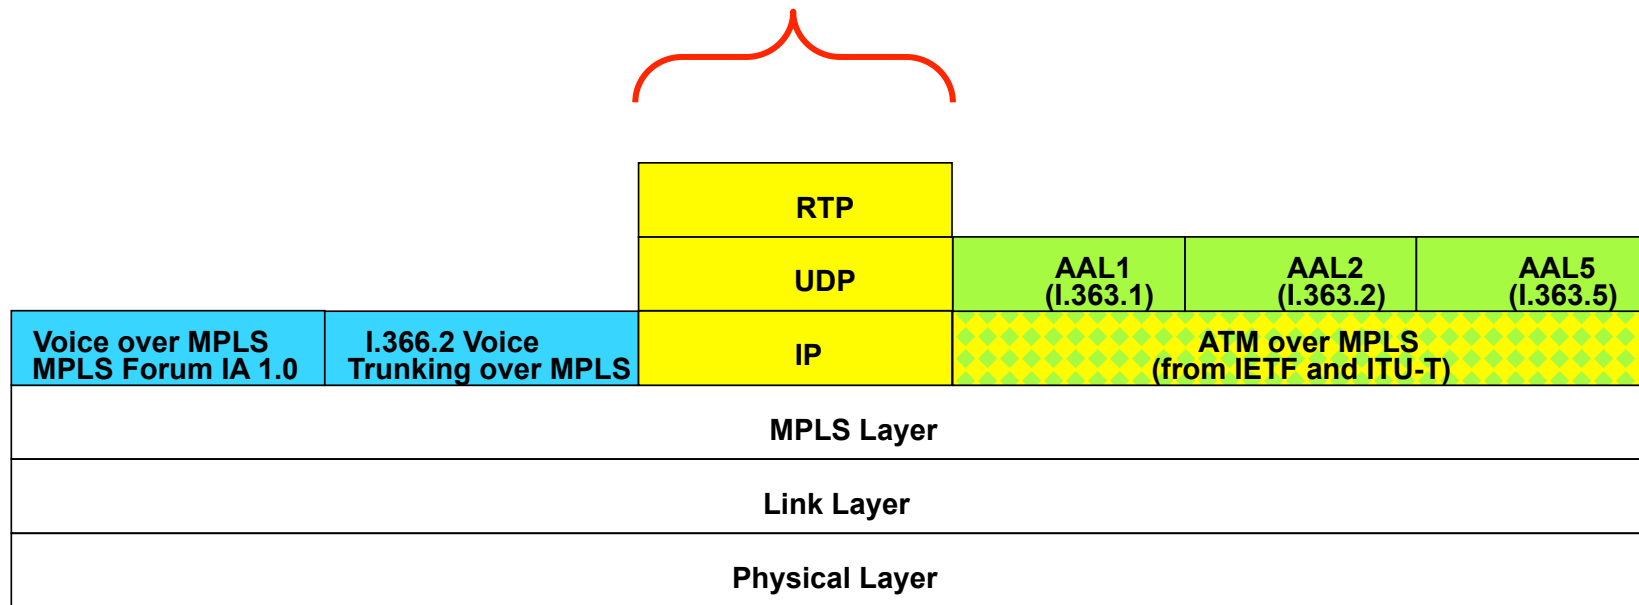 RTP
UDP
AAL1
(I.363.1)
AAL2
(I.363.2)
AAL5
(I.363.5)
Voice over MPLS
MPLS Forum IA 1.0
I.366.2 Voice
Trunking over MPLS
IP
ATM over MPLS
(from IETF and ITU-T)
MPLS Layer
Link Layer
Physical Layer